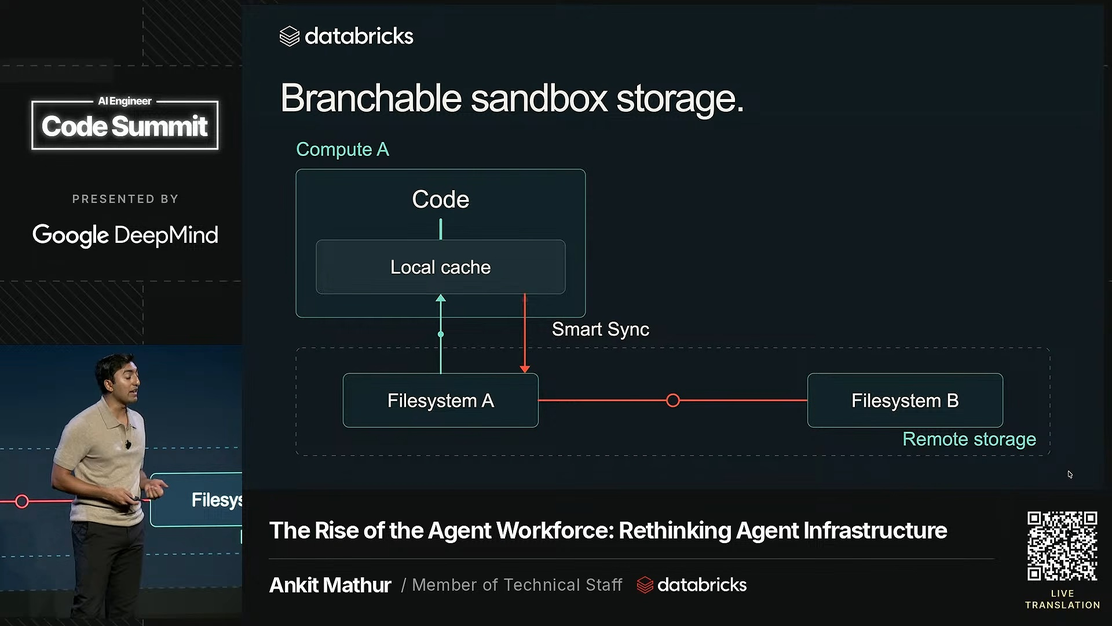 AI Engineer
Code Summit
PRESENTED BY
Google DeepMind
databricks
Branchable sandbox storage.
Compute A
Code
Local cache
Smart Sync
Filesystem A
Filesystem B
Remote storage
Filesys
The Rise of the Agent Workforce: Rethinking Agent Infrastructure
Ankit Mathur / Member of Technical Staff databricks
LIVE
TRANSLATION